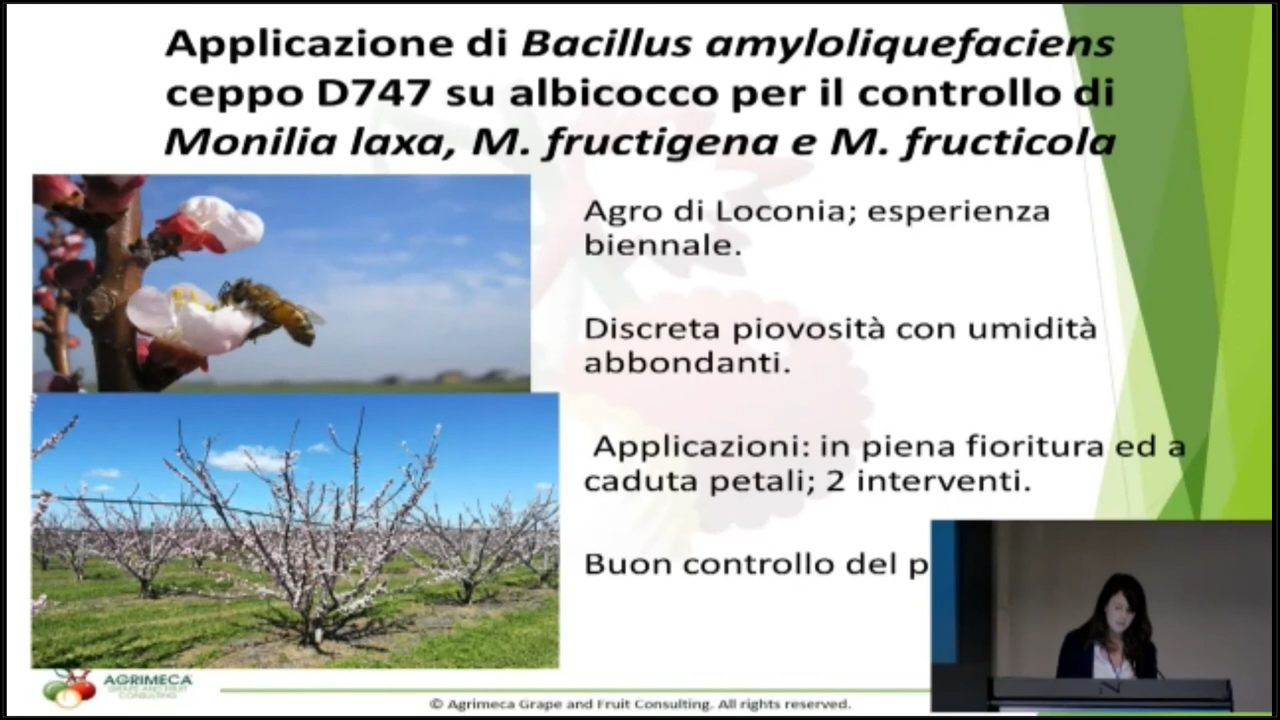 Applicazione di Bacillus amyloliquefaciens
ceppo D747 su albicocco per il controllo di
Monilia laxa, M. fructigena e M. fructicola
Agro di Loconia; esperienza
biennale.
Discreta piovosità con umidità
abbondanti.
Applicazioni: in piena fioritura ed a
caduta petali; 2 interventi.
Buon controllo del p
AGRIMECA
GRAPE AND FRUIT
CONSULTING
© Agrimeca Grape and Fruit Consulting. All rights reserved.